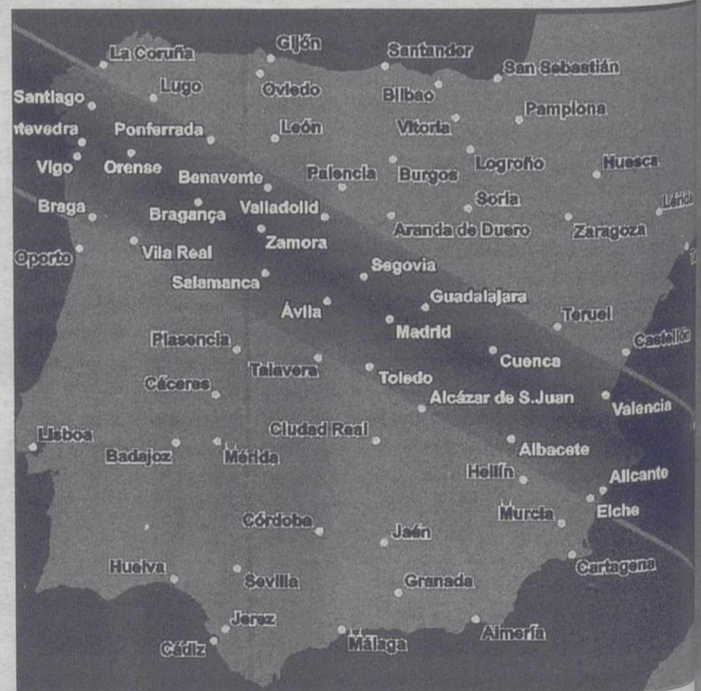 Gijón
La Coruña
Santander
San Sebastián
Lugo
Oviedo
Bilbao
Santiago
Pamplona
ntevedra
Ponferrada
León
Vitoria
Vigo
Orense
Benavente
Palencia
Burgos
Logroño
Huesca
Braga
Bragança
Valladolid
Soria
Zamora
Aranda de Duero
Zaragoza
Oporto
Vila Real
Salamanca
Segovia
Ávila
Guadalajara
Teruel
Madrid
Castellón
Plasencia
Talavera
Cuenca
Toledo
Cáceres
Alcázar de S.Juan
Valencia
Lisboa
Ciudad Real
Badajoz
Mérida
Albacete
Hellín
Alicante
Elche
Murcia
Córdoba
Jaén
Huelva
Sevilla
Cartagena
Granada
Jerez
Cádiz
Málaga
Almería